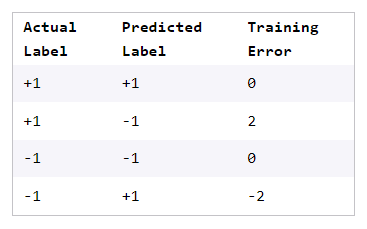 Actual Predicted Training
Label Label Error
+1 +1 0
+1 -1 2
-1 -1 0
-1 +1 -2